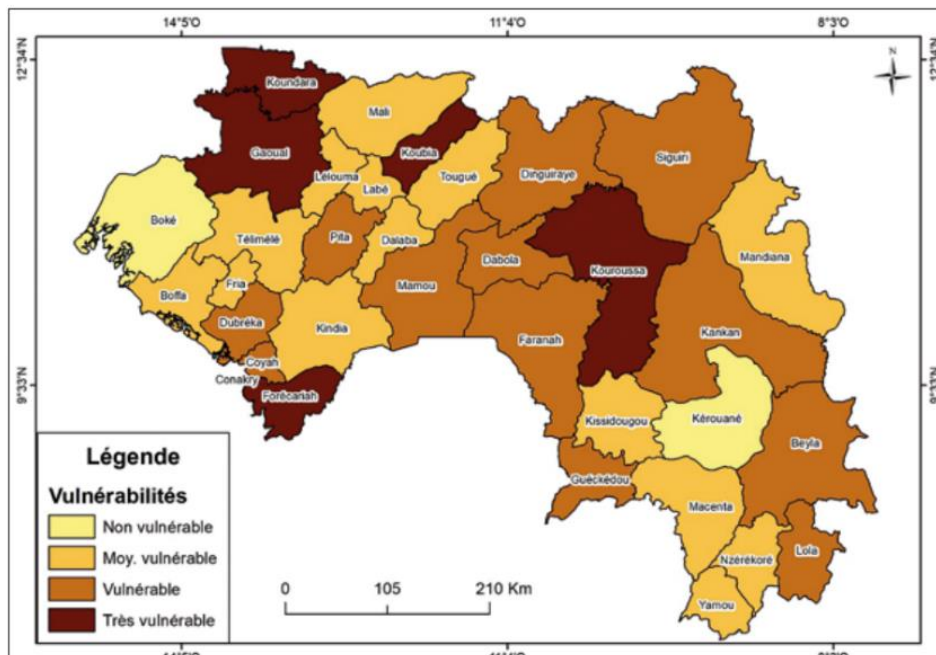 14°5'0 11°4'0 8°3'0
12°34'N
N
Koundara
Mali
Koubia
Gaoual
Siguiri
Lélouma
Labé
Tougué
Dinguiraye
Boké
Télimélé
Pita
Dalaba
Dabola
Kouroussa
Mandiana
Boffa
Fria
Mamou
Dubréka
Kindia
Faranah
Kankan
Coyah
Conakry
Forécariah
9°33'N
Kissidougou
Kérouané
Beyla
Guéckédou
Macenta
Nzérékoré
Lola
Yamou
Légende
Vulnérabilités
Non vulnérable
Moy. vulnérable
Vulnérable
Très vulnérable
0 105 210 Km